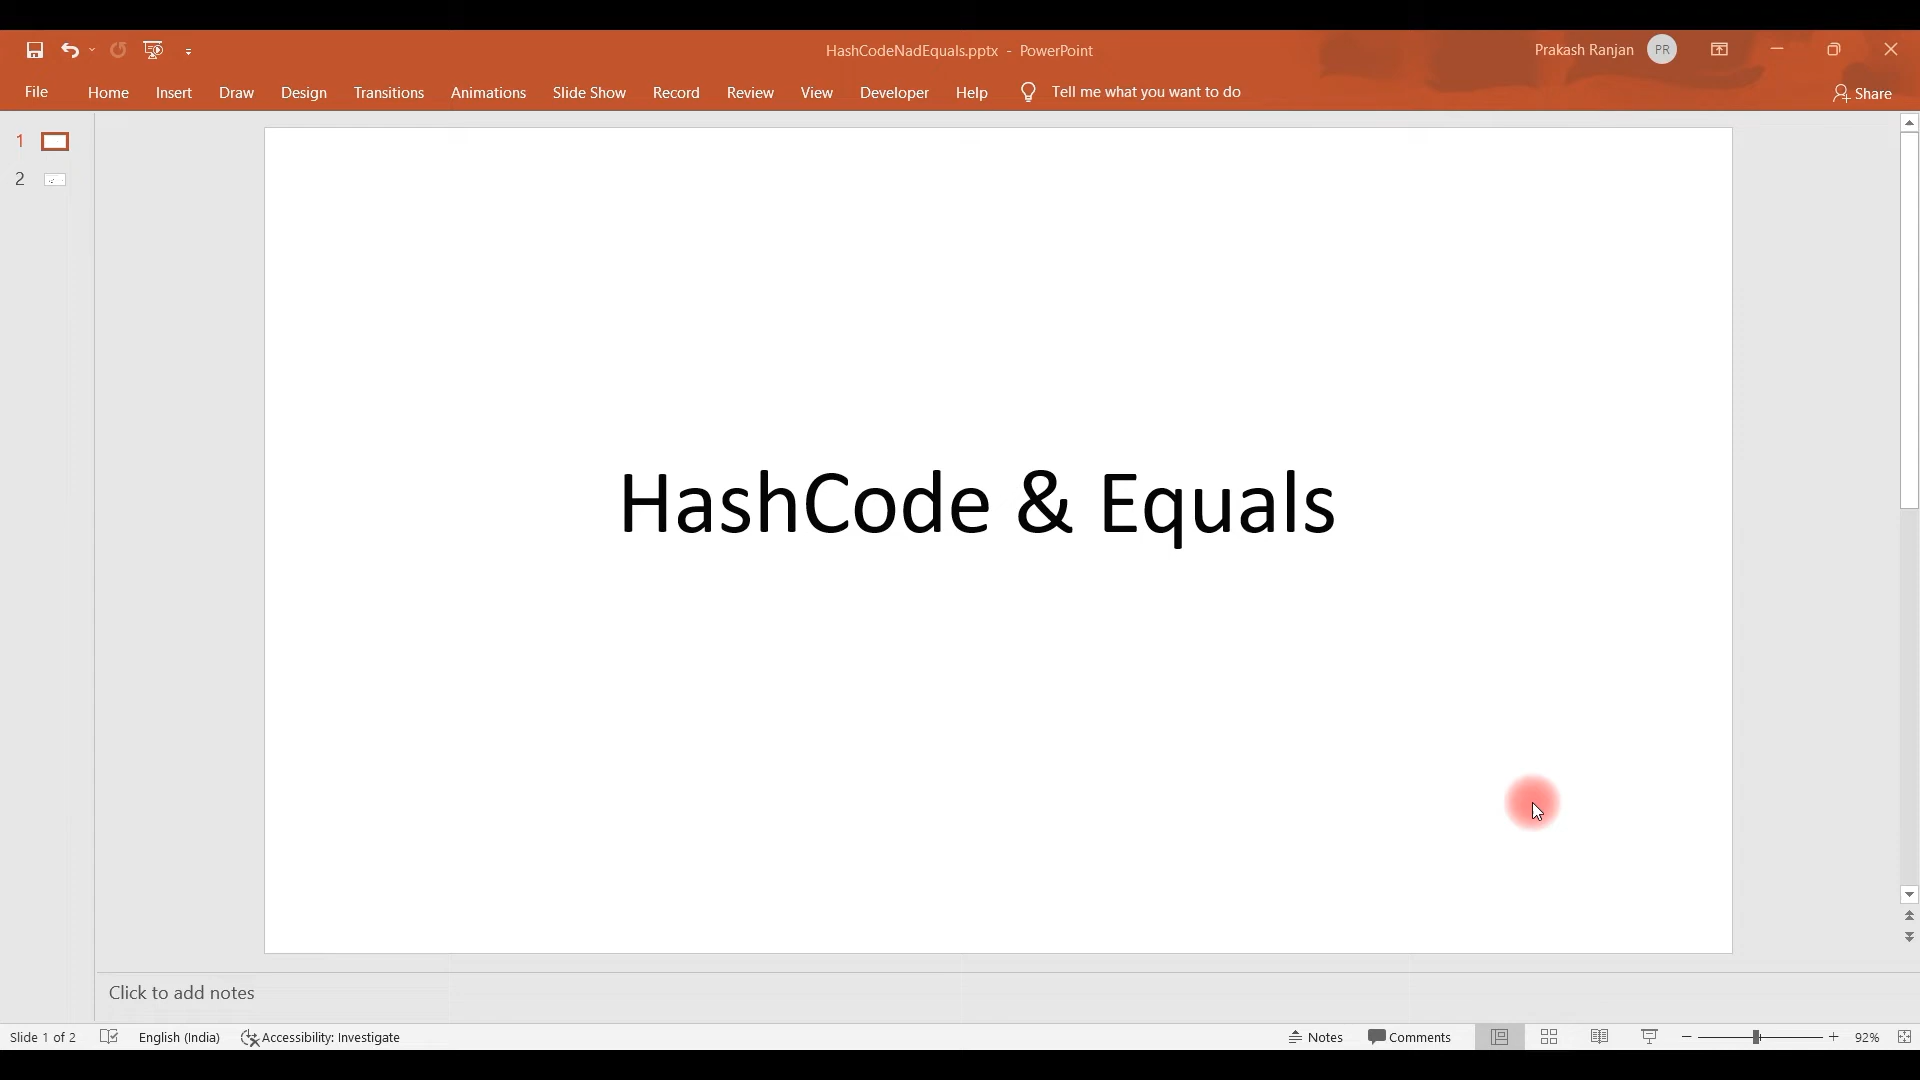 HashCodeNadEquals.pptx - PowerPoint
Prakash Ranjan PR
File Home Insert Draw Design Transitions Animations Slide Show Record Review View Developer Help Tell me what you want to do
Share
1
2
HashCode & Equals
Click to add notes
Slide 1 of 2 English (India) Accessibility: Investigate Notes Comments 92%